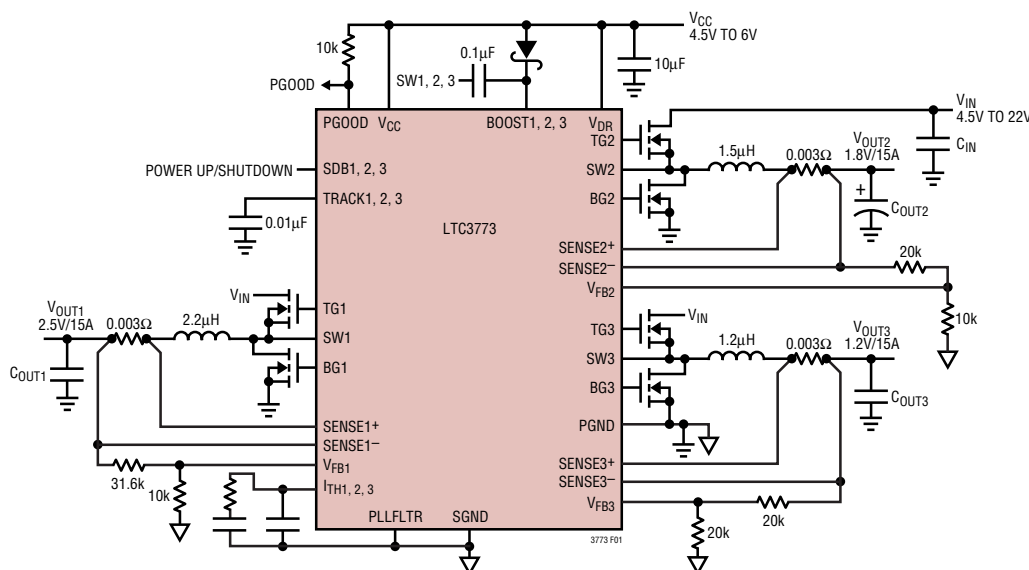 VCC
4.5V TO 6V
10k
0.1µF
10µF
SW1, 2, 3
PGOOD
VIN
4.5V TO 22V
CIN
PGOOD
VCC
BOOST1, 2, 3
VDR
TG2
VOUT2
1.8V/15A
1.5µH
0.003Ω
POWER UP/SHUTDOWN
SDB1, 2, 3
SW2
TRACK1, 2, 3
BG2
+
COUT2
0.01µF
LTC3773
SENSE2+
SENSE2–
20k
VFB2
10k
VIN
TG1
VOUT1
2.5V/15A
0.003Ω
2.2µH
SW1
COUT1
BG1
TG3
VIN
VOUT3
1.2V/15A
1.2µH
0.003Ω
SW3
BG3
COUT3
PGND
SENSE1+
SENSE1–
VFB1
31.6k
10k
ITH1, 2, 3
SENSE3+
SENSE3–
VFB3
20k
20k
PLLFLTR
SGND
3773 F01